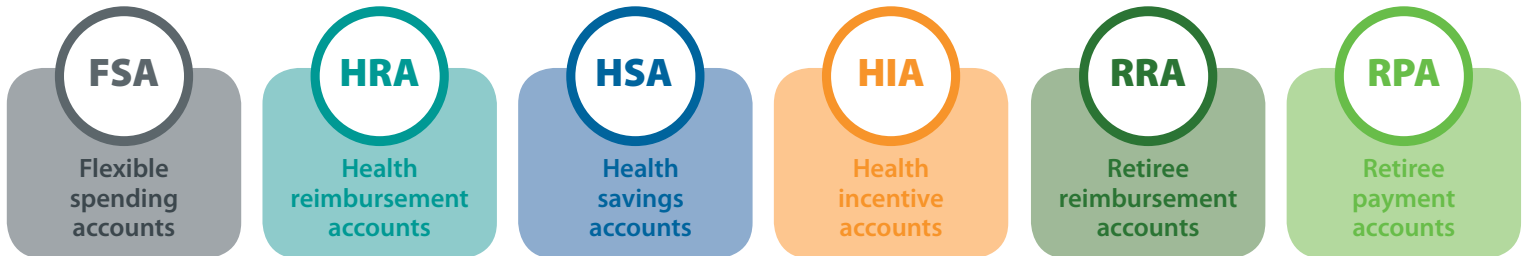 FSA
Flexible
spending
accounts
HRA
Health
reimbursement
accounts
HSA
Health
savings
accounts
HIA
Health
incentive
accounts
RRA
Retiree
reimbursement
accounts
RPA
Retiree
payment
accounts